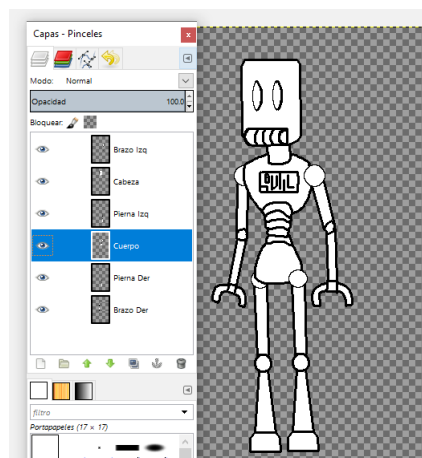 Capas - Pinceles
Modo: Normal
Opacidad 100.0
Bloquear:
Brazo Izq
Cabeza
Pierna Izq
Cuerpo
Pierna Der
Brazo Der
filtro
Portapapeles (17 × 17)